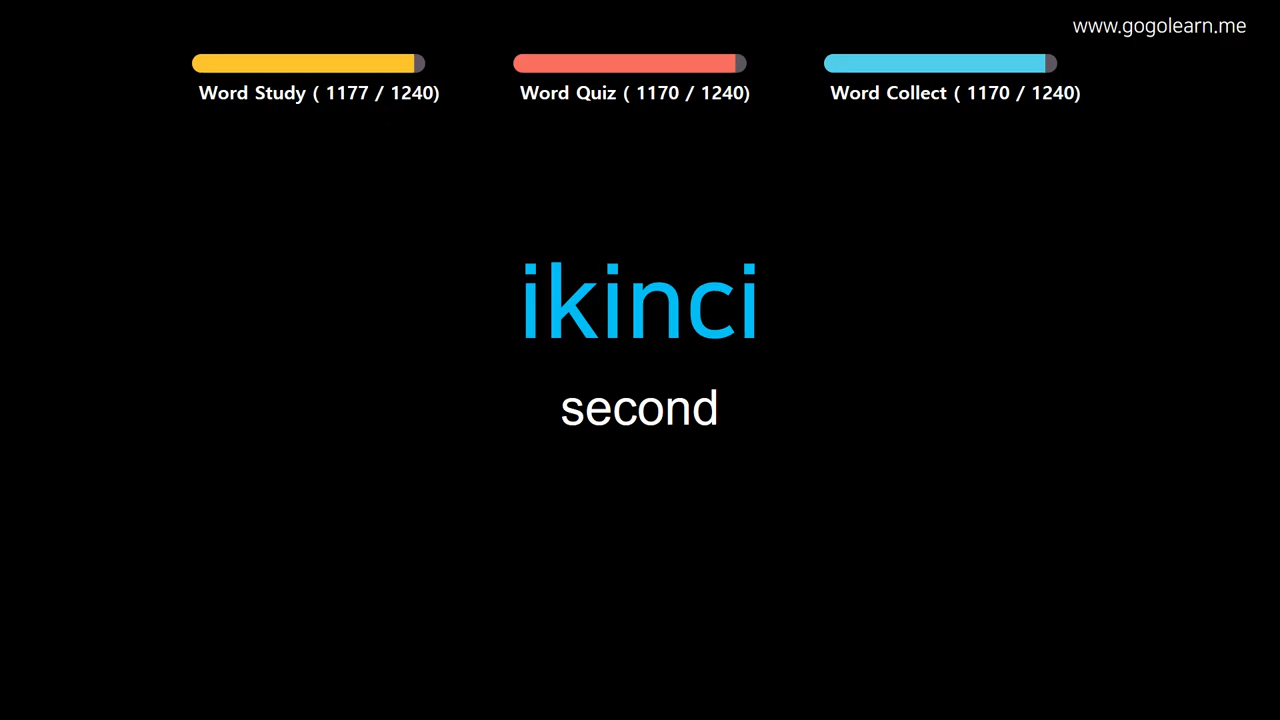 www.gogolearn.me
Word Study ( 1177 / 1240)
Word Quiz ( 1170 / 1240)
Word Collect ( 1170 / 1240)
ikinci
second